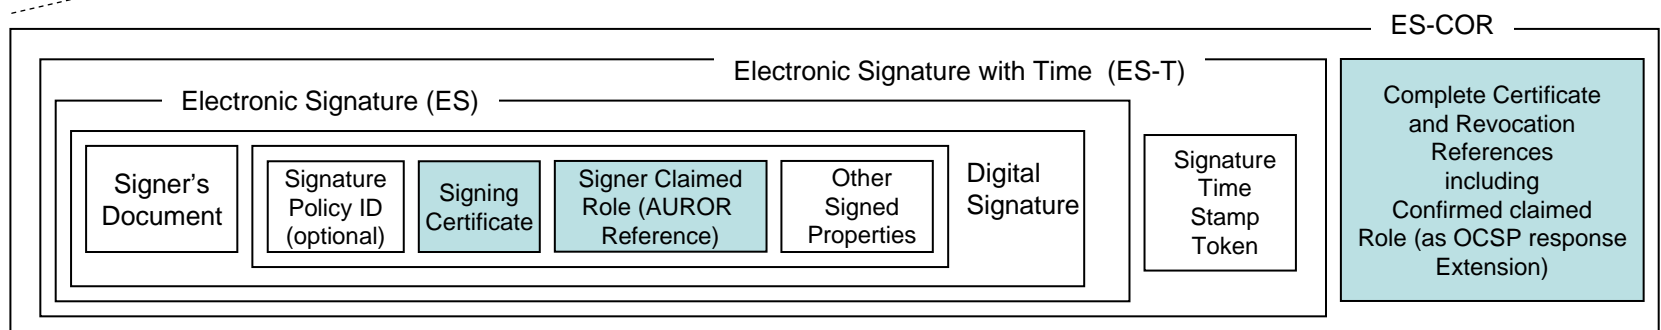 ES-COR
Electronic Signature with Time (ES-T)
Electronic Signature (ES)
Signer's
Document
Signature
Policy ID
(optional)
Signing
Certificate
Signer Claimed
Role (AUROR
Reference)
Other
Signed
Properties
Digital
Signature
Signature
Time
Stamp
Token
Complete Certificate
and Revocation
References
including
Confirmed claimed
Role (as OCSP response
Extension)